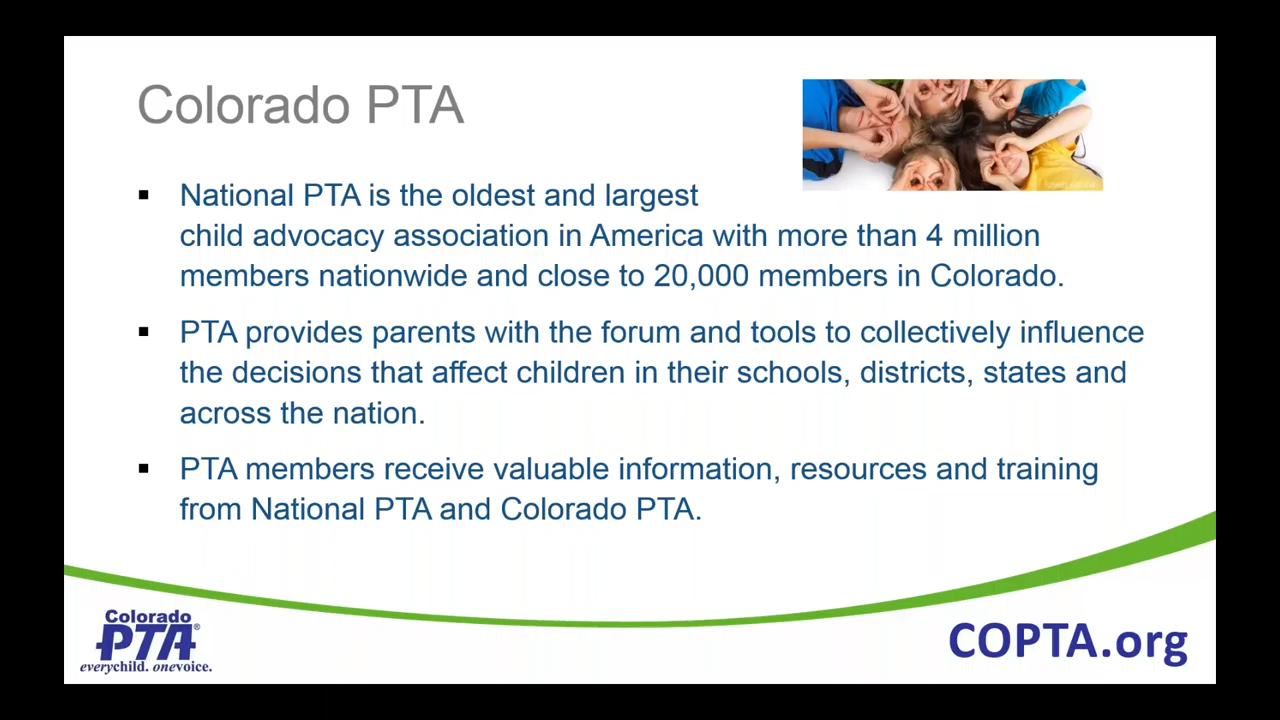 Colorado PTA
▪ National PTA is the oldest and largest
child advocacy association in America with more than 4 million
members nationwide and close to 20,000 members in Colorado.
▪ PTA provides parents with the forum and tools to collectively influence
the decisions that affect children in their schools, districts, states and
across the nation.
▪ PTA members receive valuable information, resources and training
from National PTA and Colorado PTA.
Colorado
PTA®
everychild. onevoice.
COPTA.org